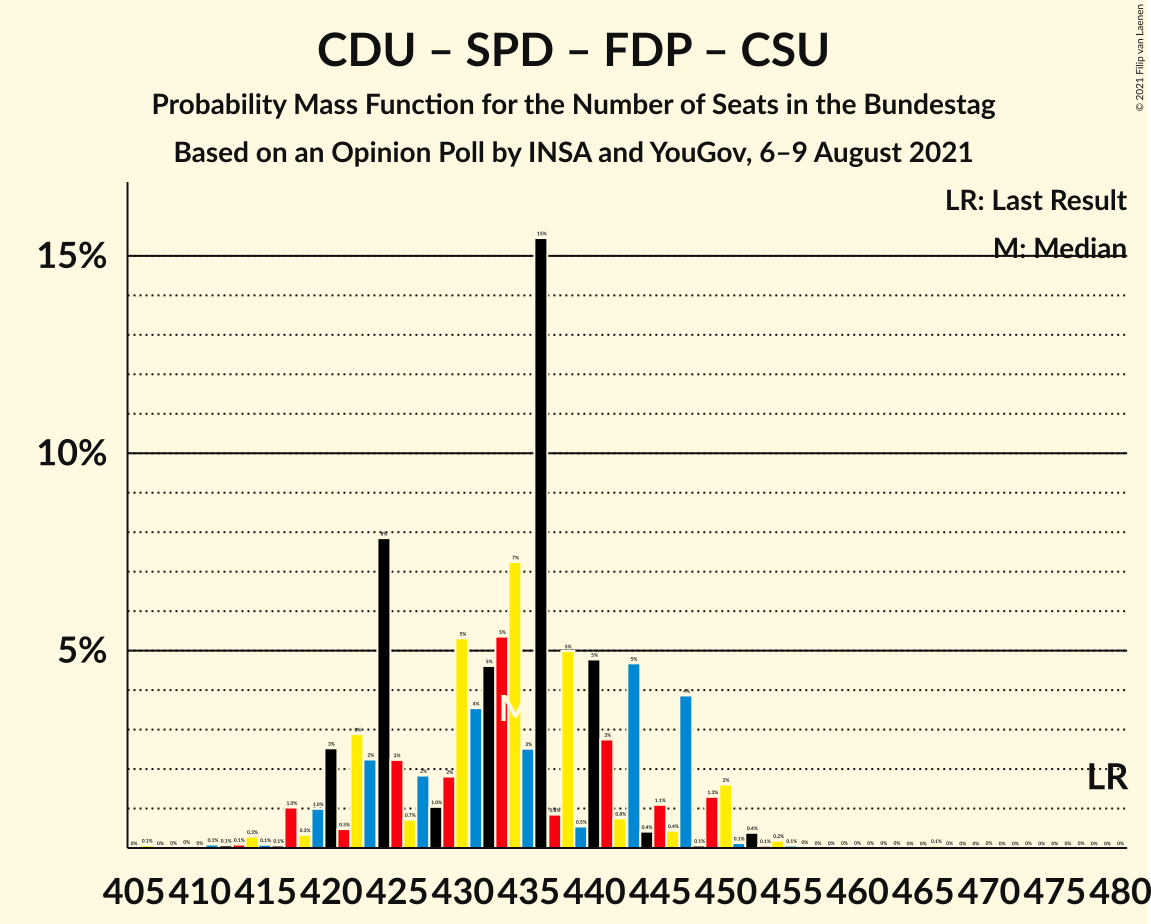 CDU – SPD – FDP – CSU
Probability Mass Function for the Number of Seats in the Bundestag
Based on an Opinion Poll by INSA and YouGov, 6–9 August 2021
© 2021 Filip van Laenen
LR: Last Result
M: Median
15%
10%
5%
M
LR
405 410 415 420 425 430 435 440 445 450 455 460 465 470 475 480